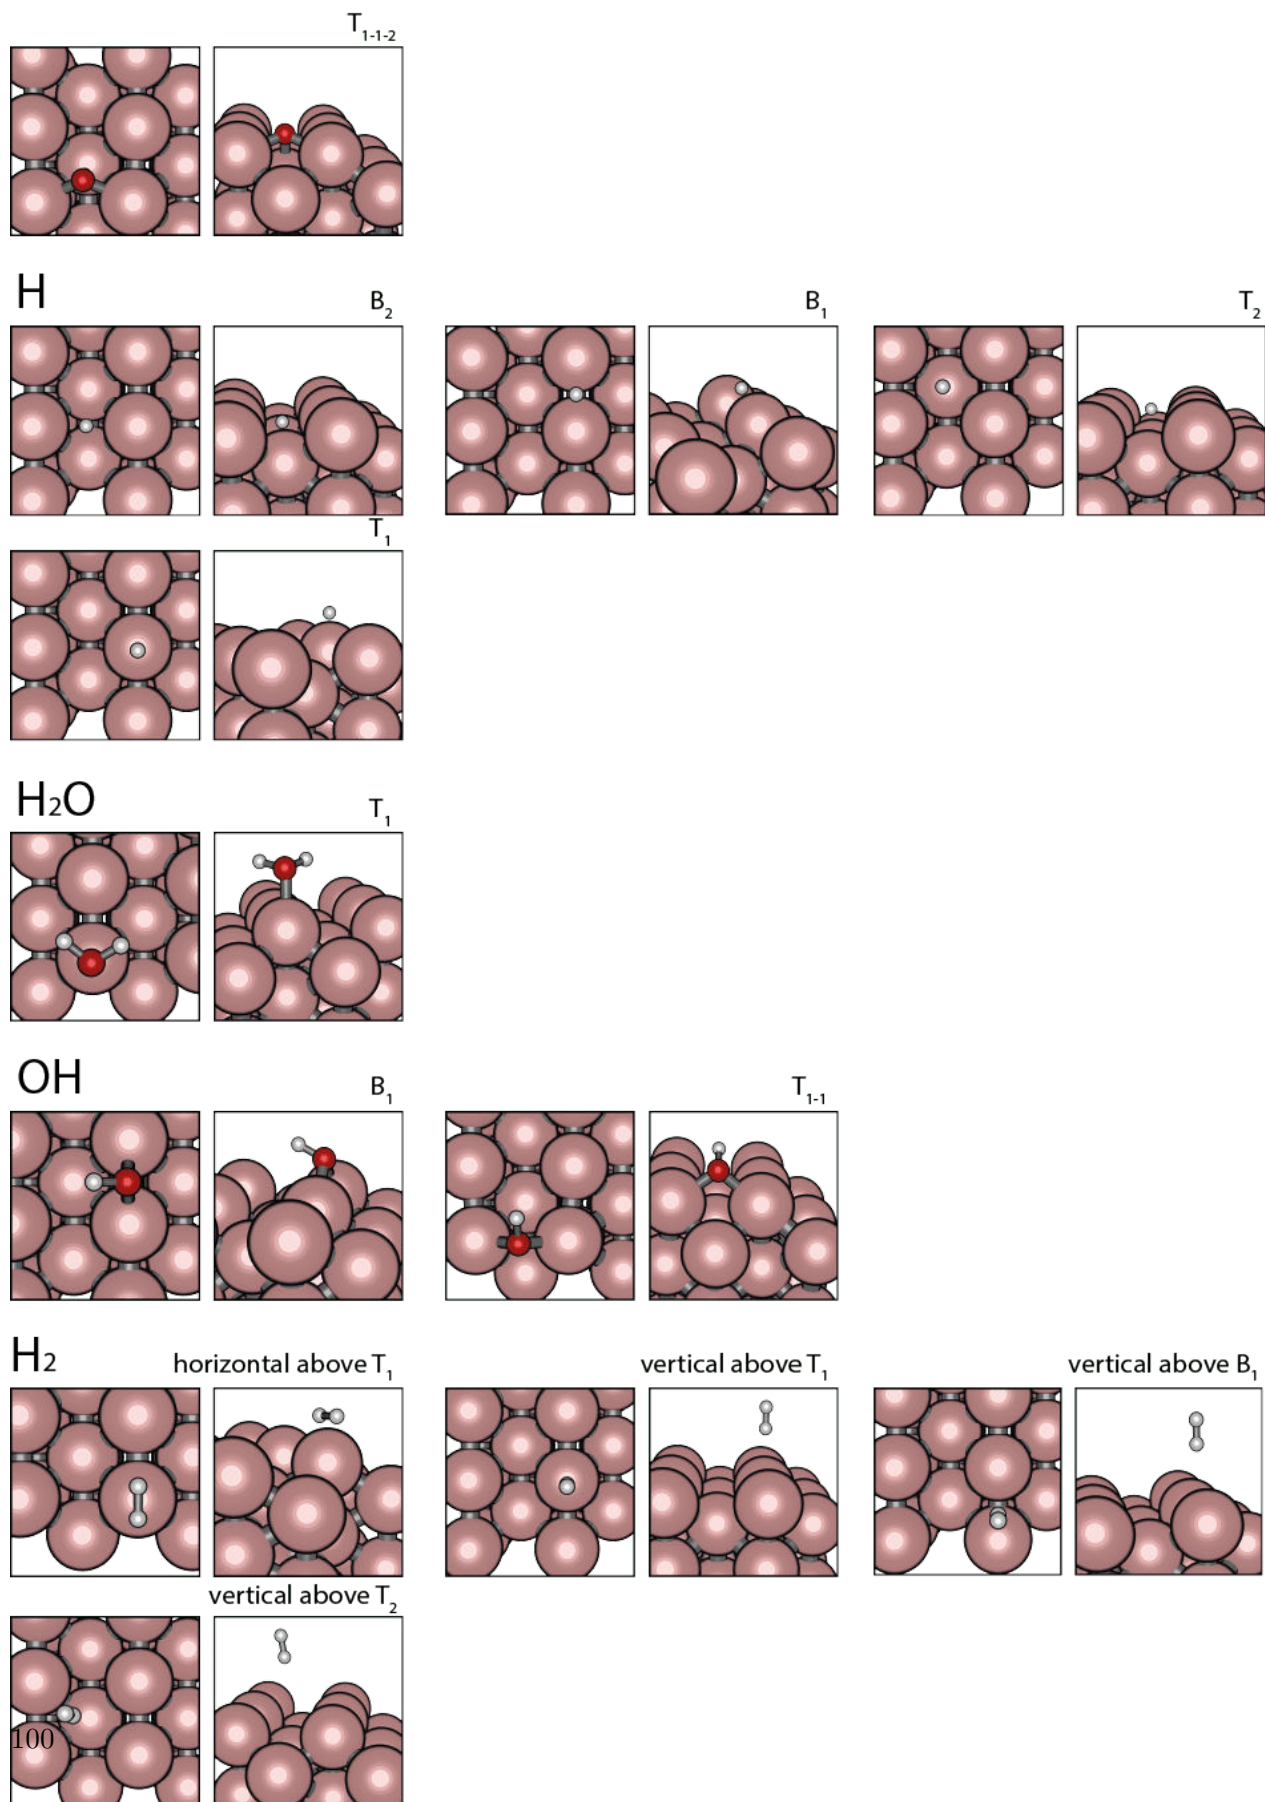 T1-1-2
H
B2
B1
T2
T1
H2O
T1
OH
B1
T1-1
H2
horizontal above T1
vertical above T1
vertical above B1
vertical above T2
100